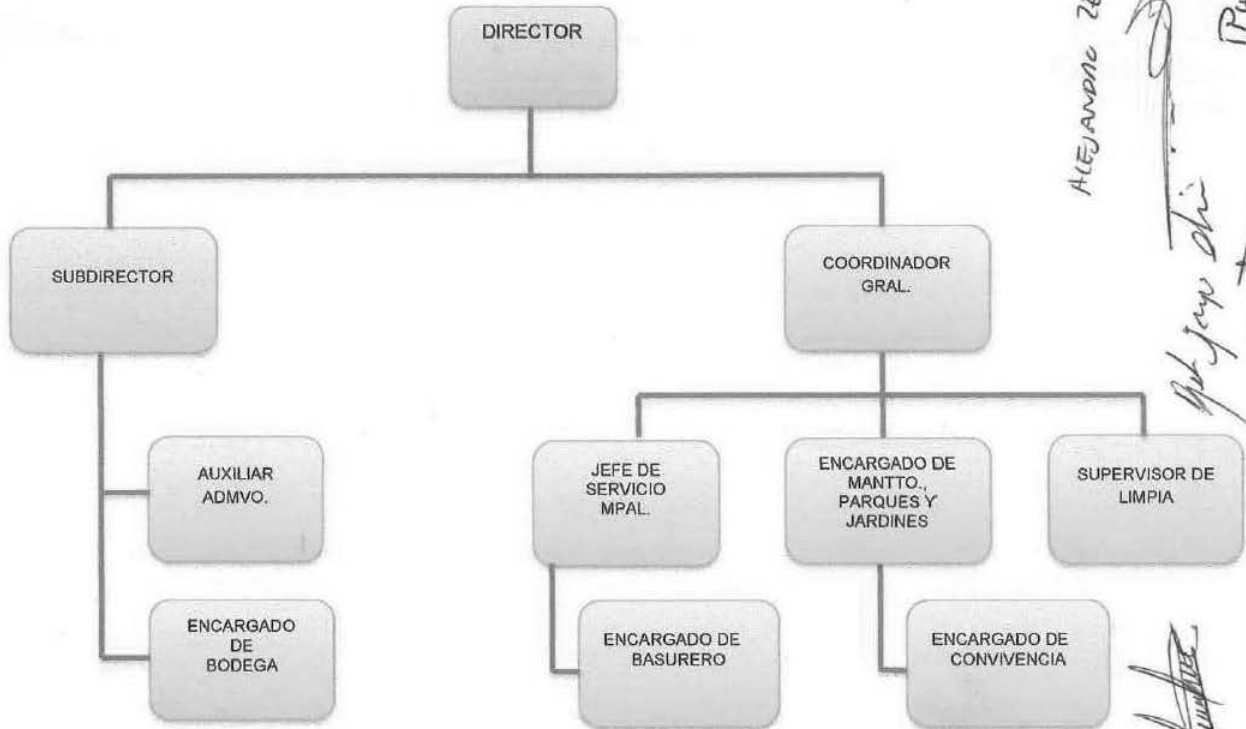 DIRECTOR
SUBDIRECTOR
COORDINADOR
GRAL.
AUXILIAR
ADMVO.
JEFE DE
SERVICIO
MPAL.
ENCARGADO DE
MANTTO.,
PARQUES Y
JARDINES
SUPERVISOR DE
LIMPIA
ENCARGADO
DE
BODEGA
ENCARGADO DE
BASURERO
ENCARGADO DE
CONVIVENCIA